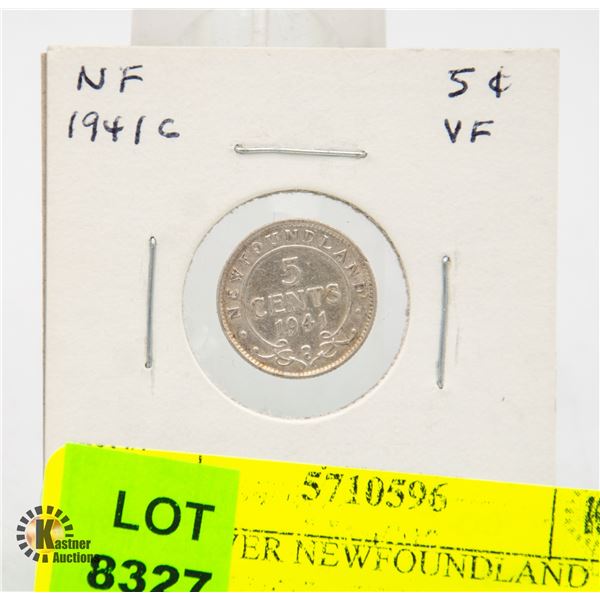 NF
1941C
5¢
VF
NEWFOUNDLAND
5
CENTS
1941
C
5710596
VER NEWFOUNDLAND
LOT
8327
K
Kastner
Auctions